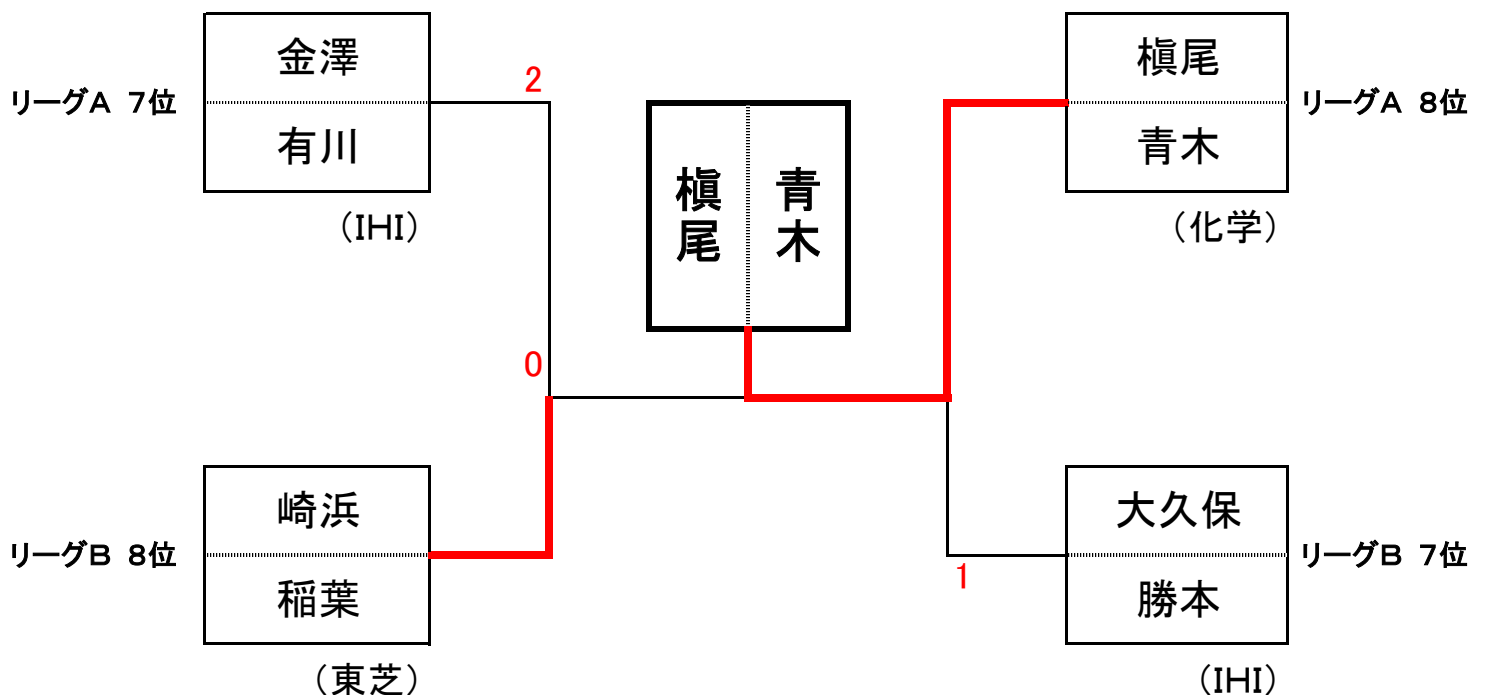 金澤
有川
リーグA 7位
(IHI)
2
0
崎浜
稲葉
リーグB 8位
(東芝)
槇尾
青木
槇尾
青木
リーグA 8位
(化学)
大久保
勝本
リーグB 7位
(IHI)
1